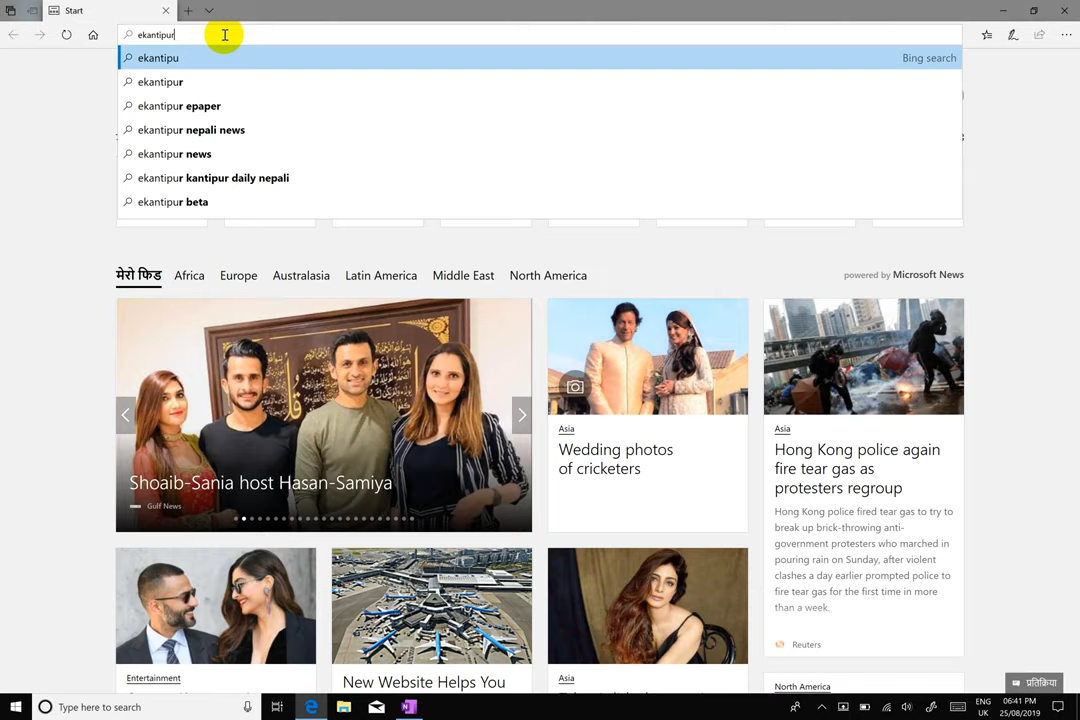 Start
ekantipur
ekantipu
Bing search
ekantipur
ekantipur epaper
ekantipur nepali news
ekantipur news
ekantipur kantipur daily nepali
ekantipur beta
मेरो फिड Africa Europe Australasia Latin America Middle East North America
powered by Microsoft News
Shoaib-Sania host Hasan-Samiya
Gulf News
Asia
Wedding photos
of cricketers
Asia
Hong Kong police again
fire tear gas as
protesters regroup
Hong Kong police fired tear gas to try to
break up brick-throwing anti-
government protesters who marched in
pouring rain on Sunday, after violent
clashes a day earlier prompted police to
fire tear gas for the first time in more
than a week.
Reuters
Entertainment
New Website Helps You
Asia
North America
प्रतिक्रिया
Type here to search
ENG
UK
06:41 PM
25/08/2019